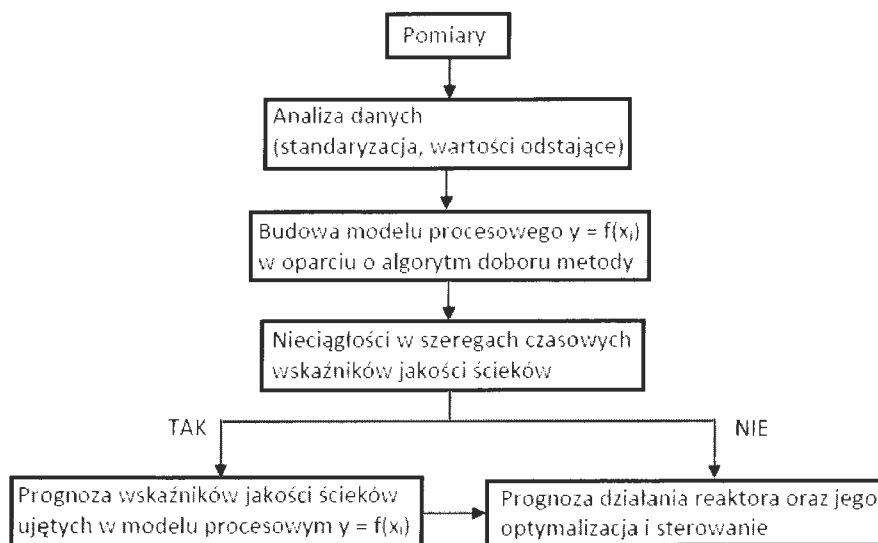 Pomiary
Analiza danych
(standaryzacja, wartości odstające)
Budowa modelu procesowego y = f(xᵢ)
w oparciu o algorytm doboru metody
Nieciągłości w szeregach czasowych
wskaźników jakości ścieków
TAK
NIE
Prognoza wskaźników jakości ścieków
ujętych w modelu procesowym y = f(xᵢ)
Prognoza działania reaktora oraz jego
optymalizacja i sterowanie